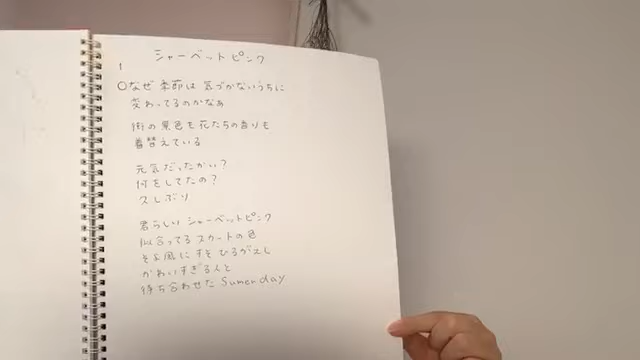 シャーベットピンク
1
○なぜ 季節は 気づかないうちに
変わってるのかなぁ
街の景色を花たちの香りも
着替えている
元気だったかい？
何をしてたの？
久しぶり
君らしい シャーベットピンク
似合ってる スカートの色
そよ風に すそ ひるがえし
かわいすぎる人と
待ち合わせた Sumer day